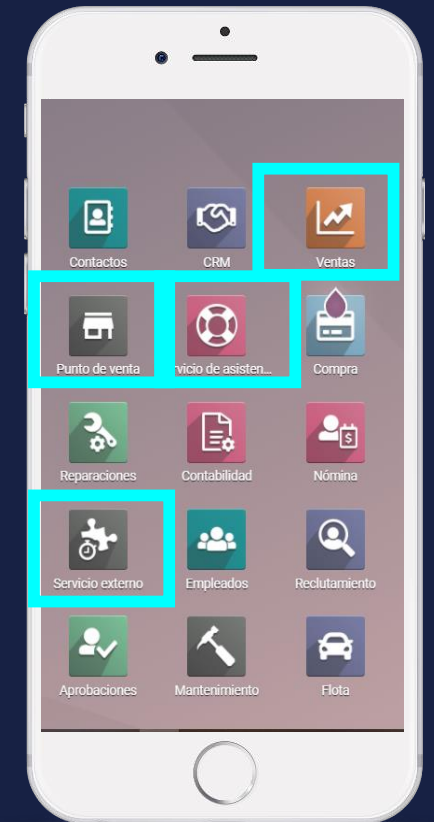 Contactos
CRM
Ventas
Punto de venta
vicio de asisten...
Compra
Reparaciones
Contabilidad
Nómina
Servicio externo
Empleados
Reclutamiento
Aprobaciones
Mantenimiento
Flota